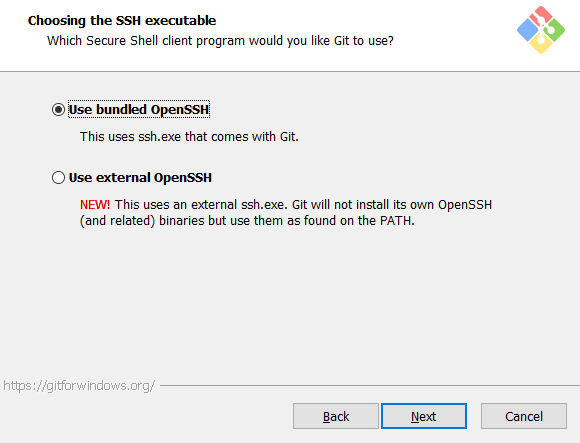 Choosing the SSH executable
Which Secure Shell client program would you like Git to use?
Use bundled OpenSSH
This uses ssh.exe that comes with Git.
Use external OpenSSH
NEW! This uses an external ssh.exe. Git will not install its own OpenSSH
(and related) binaries but use them as found on the PATH.
https://gitforwindows.org/
Back
Next
Cancel